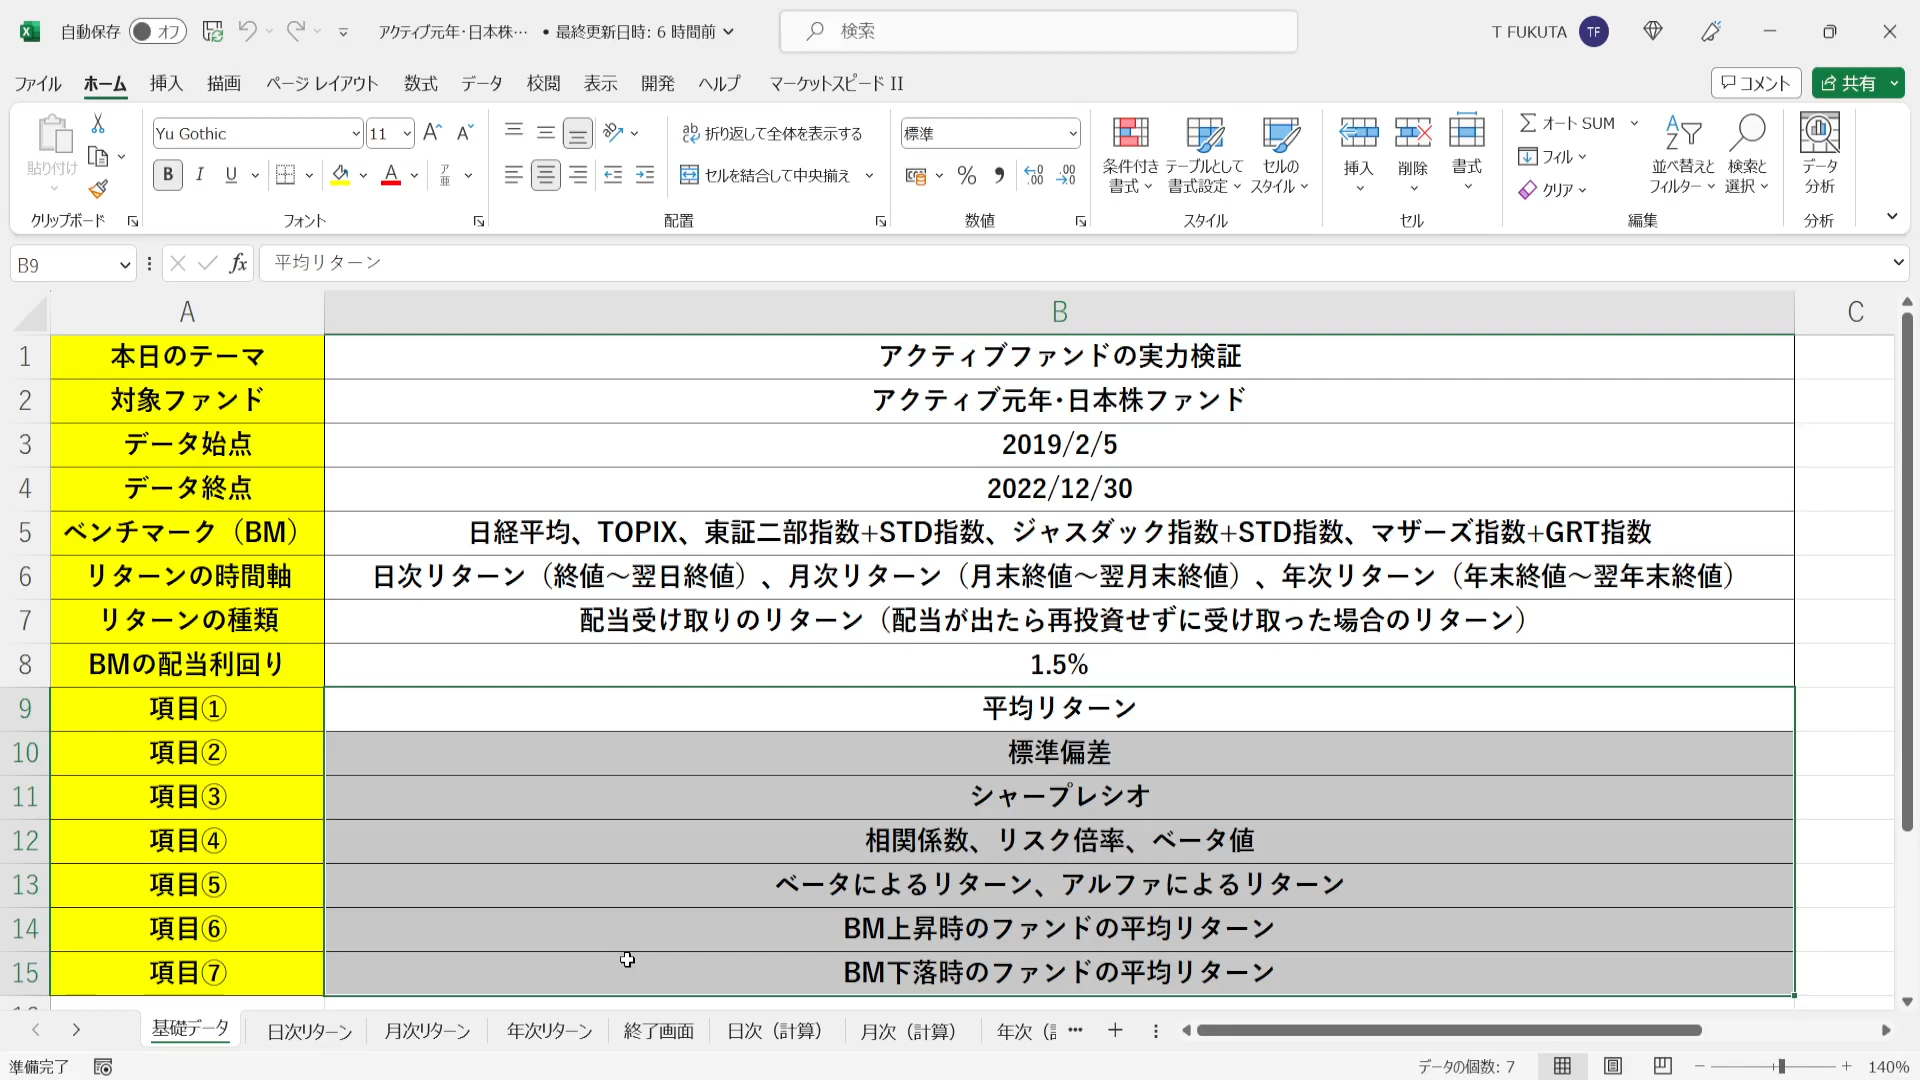 自動保存 オフ アクティブ元年･日本株… • 最終更新日時: 6 時間前 検索 T FUKUTA TF
ファイル ホーム 挿入 描画 ページ レイアウト 数式 データ 校閲 表示 開発 ヘルプ マーケットスピード II コメント 共有
貼り付け Yu Gothic 11 折り返して全体を表示する 標準
B I U セルを結合して中央揃え
条件付き書式 テーブルとして書式設定 セルのスタイル 挿入 削除 書式 オート SUM フィル クリア 並べ替えとフィルター 検索と選択 データ分析
クリップボード フォント 配置 数値 スタイル セル 編集 分析
B9 fx 平均リターン
A B C
1 本日のテーマ アクティブファンドの実力検証
2 対象ファンド アクティブ元年･日本株ファンド
3 データ始点 2019/2/5
4 データ終点 2022/12/30
5 ベンチマーク（BM） 日経平均、TOPIX、東証二部指数+STD指数、ジャスダック指数+STD指数、マザーズ指数+GRT指数
6 リターンの時間軸 日次リターン（終値～翌日終値）、月次リターン（月末終値～翌月末終値）、年次リターン（年末終値～翌年末終値）
7 リターンの種類 配当受け取りのリターン（配当が出たら再投資せずに受け取った場合のリターン）
8 BMの配当利回り 1.5%
9 項目① 平均リターン
10 項目② 標準偏差
11 項目③ シャープレシオ
12 項目④ 相関係数、リスク倍率、ベータ値
13 項目⑤ ベータによるリターン、アルファによるリターン
14 項目⑥ BM上昇時のファンドの平均リターン
15 項目⑦ BM下落時のファンドの平均リターン
基礎データ 日次リターン 月次リターン 年次リターン 終了画面 日次（計算） 月次（計算） 年次（
準備完了 データの個数: 7 140%